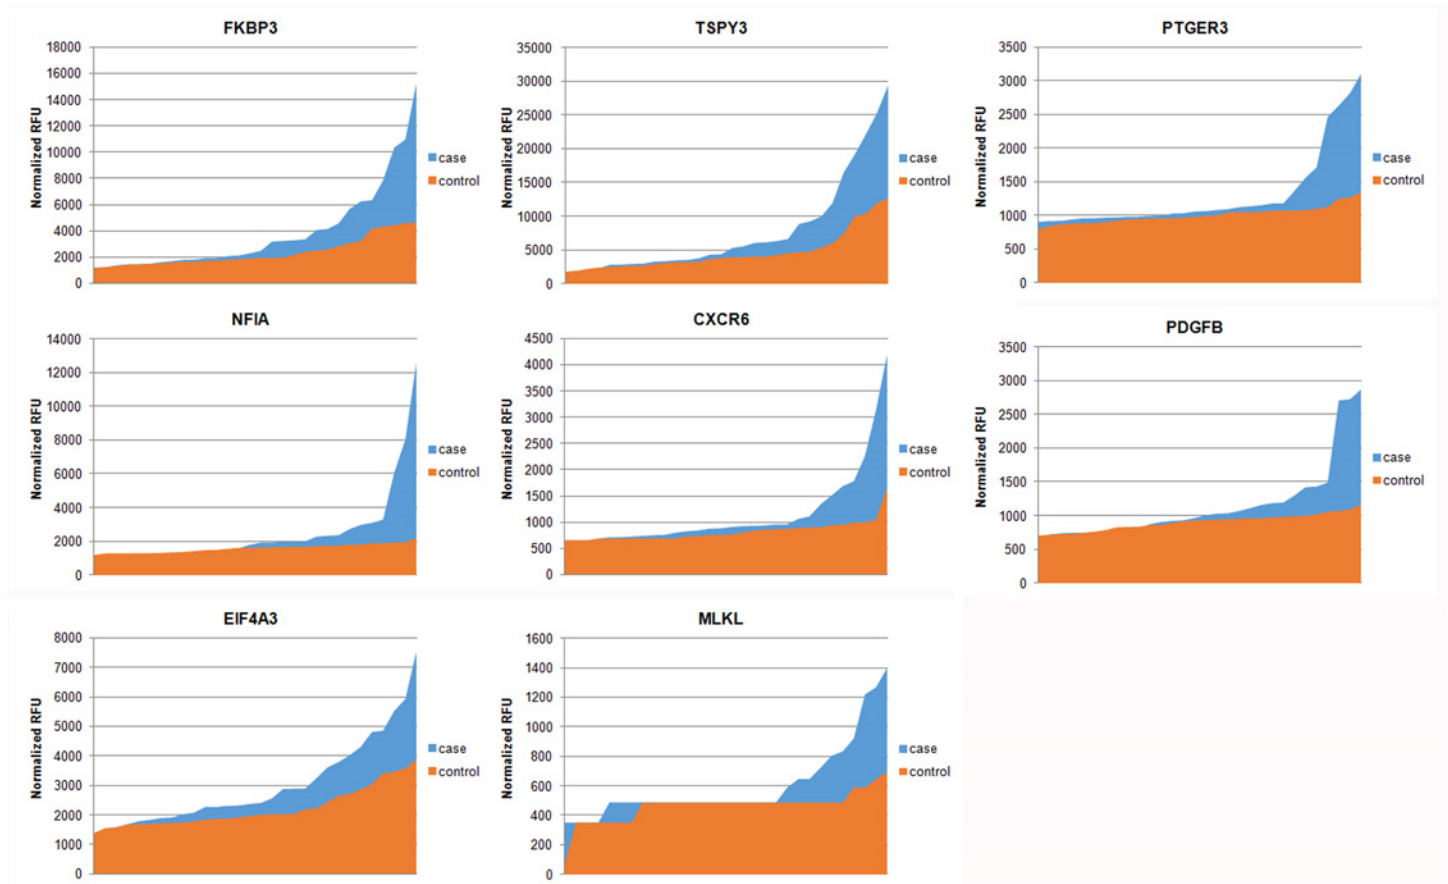 FKBP3
18000
16000
14000
12000
10000
8000
6000
4000
2000
0
Normalized RFU
case
control
TSPY3
35000
30000
25000
20000
15000
10000
5000
0
Normalized RFU
case
control
PTGER3
3500
3000
2500
2000
1500
1000
500
0
Normalized RFU
case
control
NFIA
14000
12000
10000
8000
6000
4000
2000
0
Normalized RFU
case
control
CXCR6
4500
4000
3500
3000
2500
2000
1500
1000
500
0
Normalized RFU
case
control
PDGFB
3500
3000
2500
2000
1500
1000
500
0
Normalized RFU
case
control
EIF4A3
8000
7000
6000
5000
4000
3000
2000
1000
0
Normalized RFU
case
control
MLKL
1600
1400
1200
1000
800
600
400
200
0
Normalized RFU
case
control